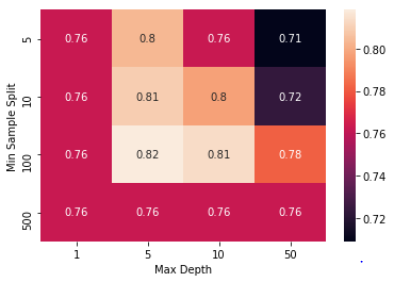 5 0.76 0.8 0.76 0.71
10 0.76 0.81 0.8 0.72
100 0.76 0.82 0.81 0.78
500 0.76 0.76 0.76 0.76
1 5 10 50
Max Depth
Min Sample Split
0.80
0.78
0.76
0.74
0.72
.